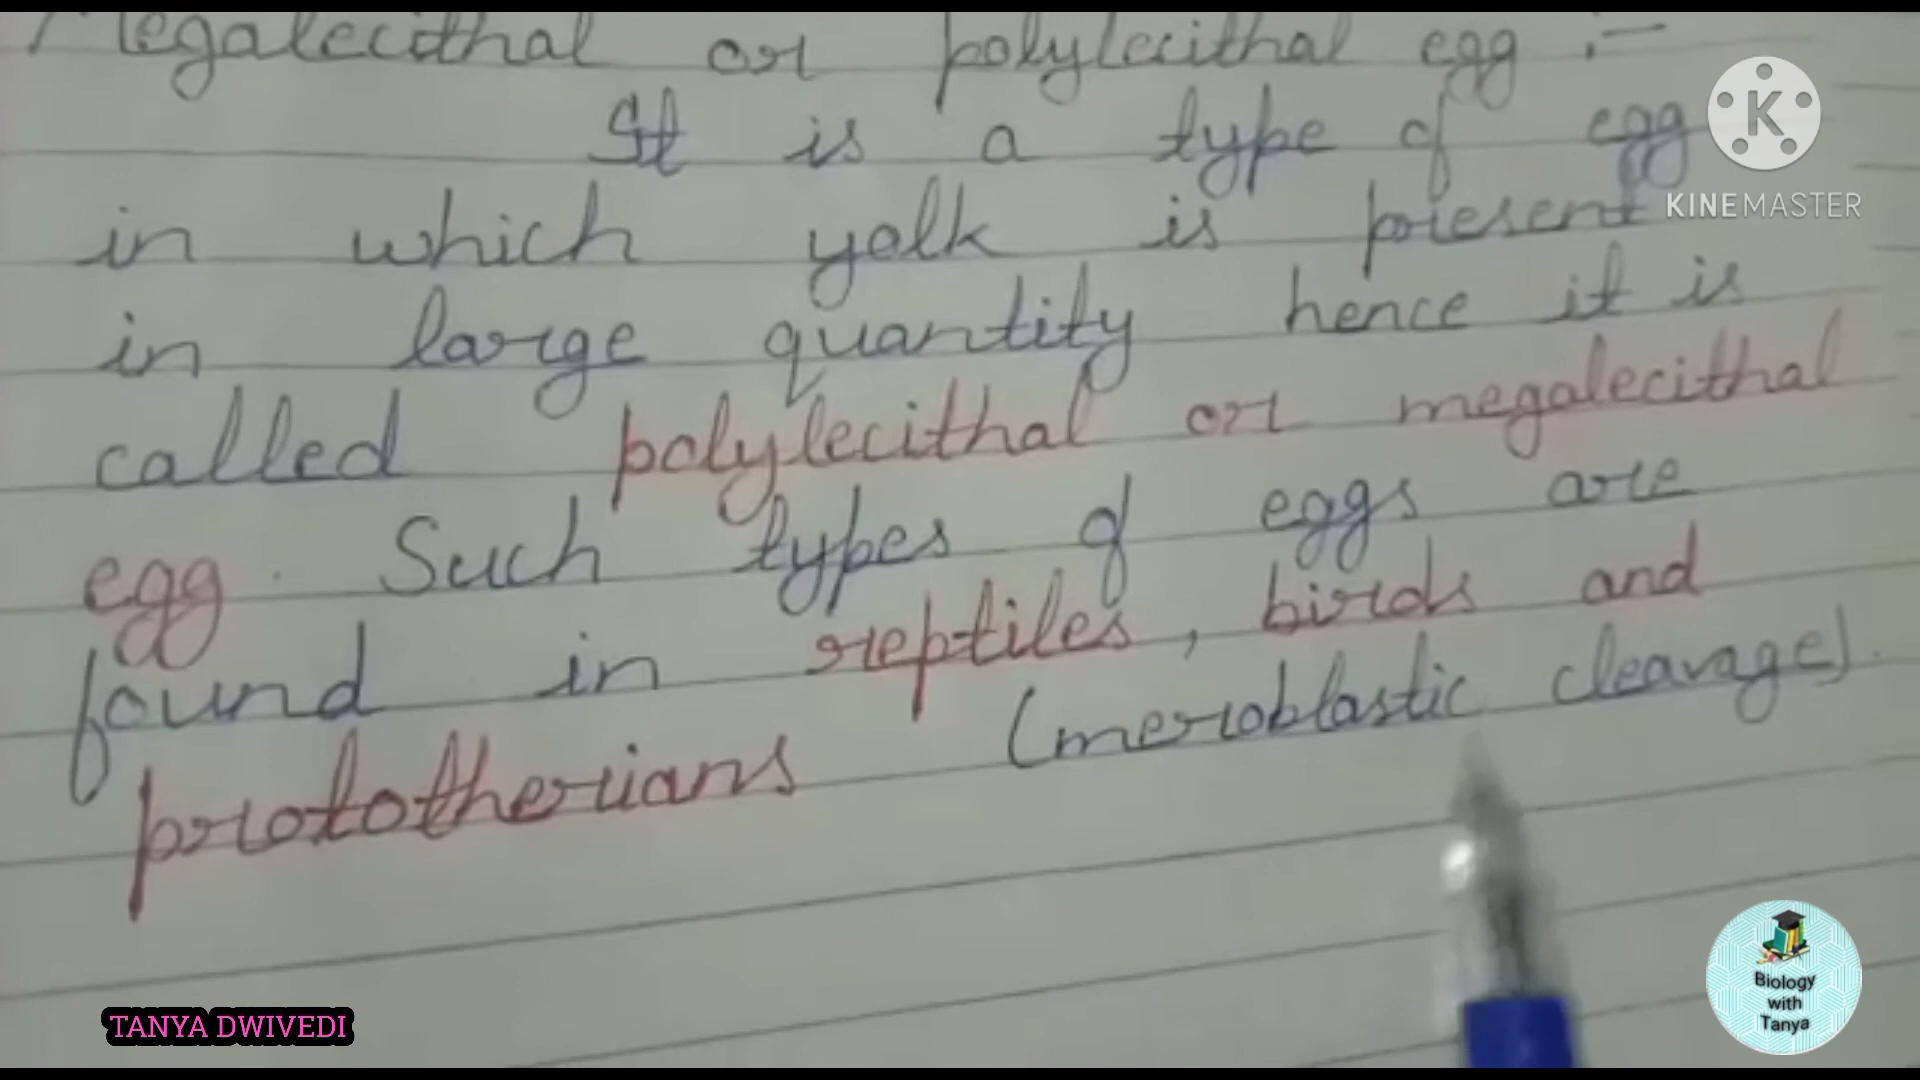 Megalecithal or polylecithal egg :-
It is a type of egg
in which yolk is present
in large quantity hence it is
called polylecithal or megalecithal
egg. Such types of eggs are
found in reptiles, birds and
prototherians (meroblastic cleavage).
K
KINEMASTER
TANYA DWIVEDI
Biology
with
Tanya